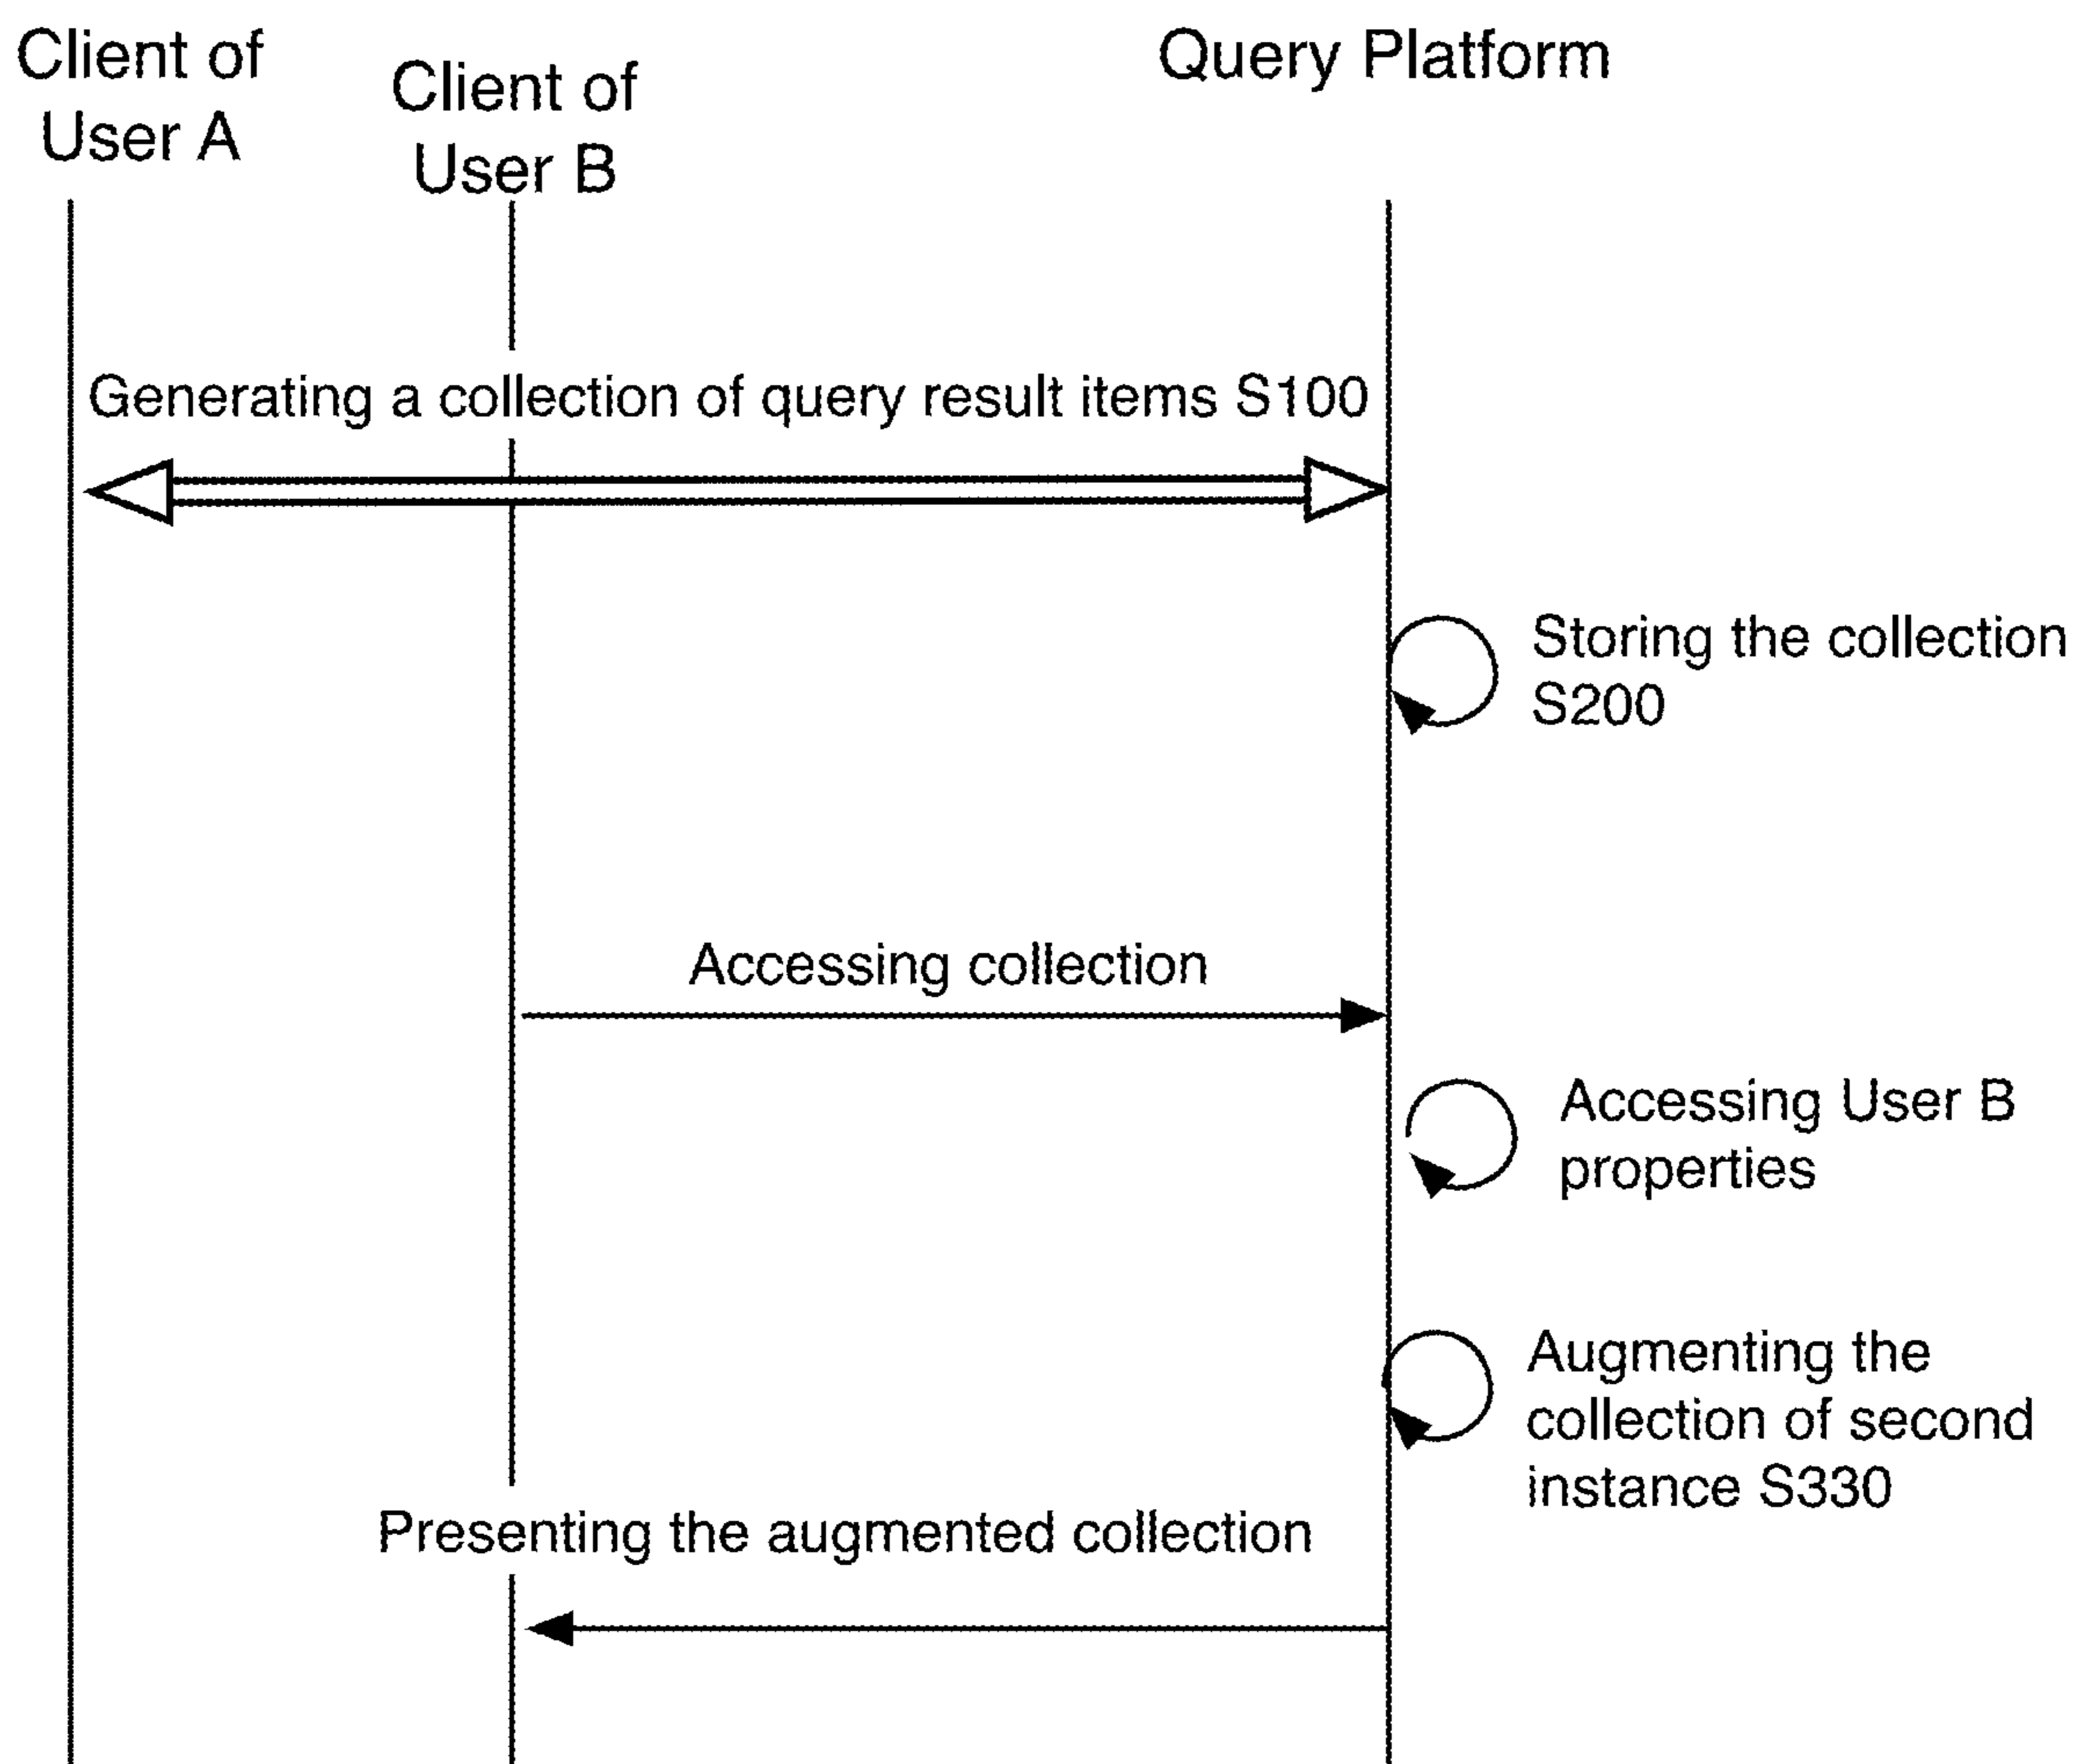 Client of
User A
Client of
User B
Query Platform
Generating a collection of query result items S100
Storing the collection
S200
Accessing collection
Accessing User B
properties
Augmenting the
collection of second
instance S330
Presenting the augmented collection